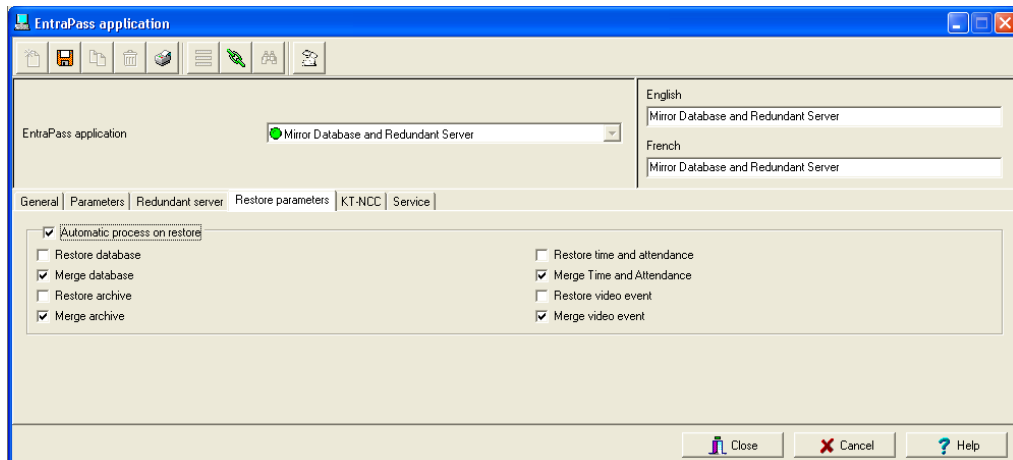 EntraPass application
English
Mirror Database and Redundant Server
EntraPass application
Mirror Database and Redundant Server
French
Mirror Database and Redundant Server
General Parameters Redundant server Restore parameters KT-NCC Service
Automatic process on restore
Restore database Restore time and attendance
Merge database Merge Time and Attendance
Restore archive Restore video event
Merge archive Merge video event
Close Cancel Help